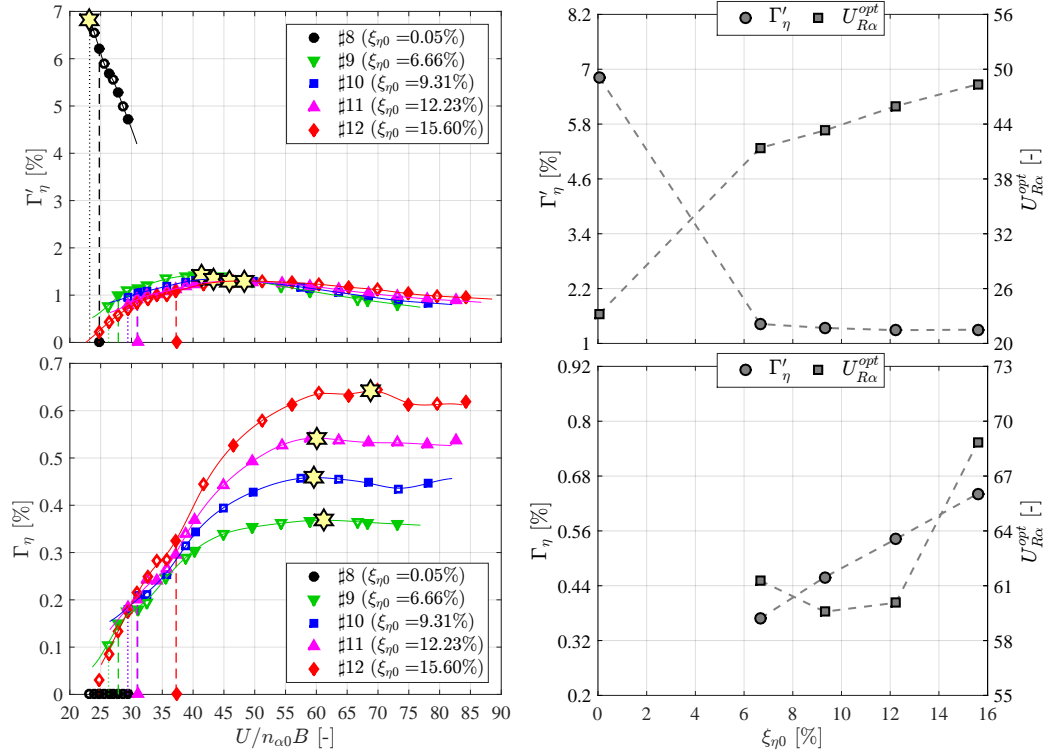 7
6
5
4
3
2
1
0
Γ′η [%]
♯8 (ξη0 =0.05%)
♯9 (ξη0 =6.66%)
♯10 (ξη0 =9.31%)
♯11 (ξη0 =12.23%)
♯12 (ξη0 =15.60%)
8.2
7
5.8
4.6
3.4
2.2
1
Γ′η [%]
Γ′η
U^opt_Rα
56
50
44
38
32
26
20
U^opt_Rα [-]
0.7
0.6
0.5
0.4
0.3
0.2
0.1
0
Γη [%]
♯8 (ξη0 =0.05%)
♯9 (ξη0 =6.66%)
♯10 (ξη0 =9.31%)
♯11 (ξη0 =12.23%)
♯12 (ξη0 =15.60%)
20 25 30 35 40 45 50 55 60 65 70 75 80 85 90
U/nα0B [-]
0.92
0.8
0.68
0.56
0.44
0.32
0.2
Γη [%]
Γ′η
U^opt_Rα
73
70
67
64
61
58
55
U^opt_Rα [-]
0 2 4 6 8 10 12 14 16
ξη0 [%]